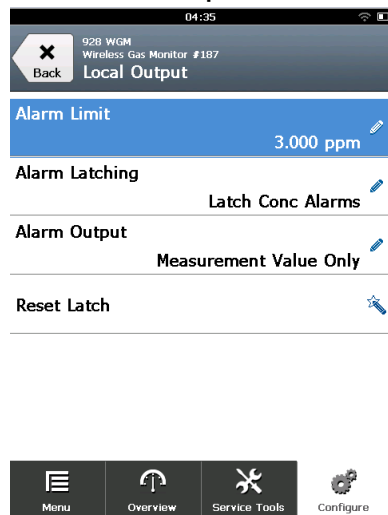 04:35
928 WGM
Wireless Gas Monitor #187
Back
Local Output
Alarm Limit
3.000 ppm
Alarm Latching
Latch Conc Alarms
Alarm Output
Measurement Value Only
Reset Latch
Menu
Overview
Service Tools
Configure